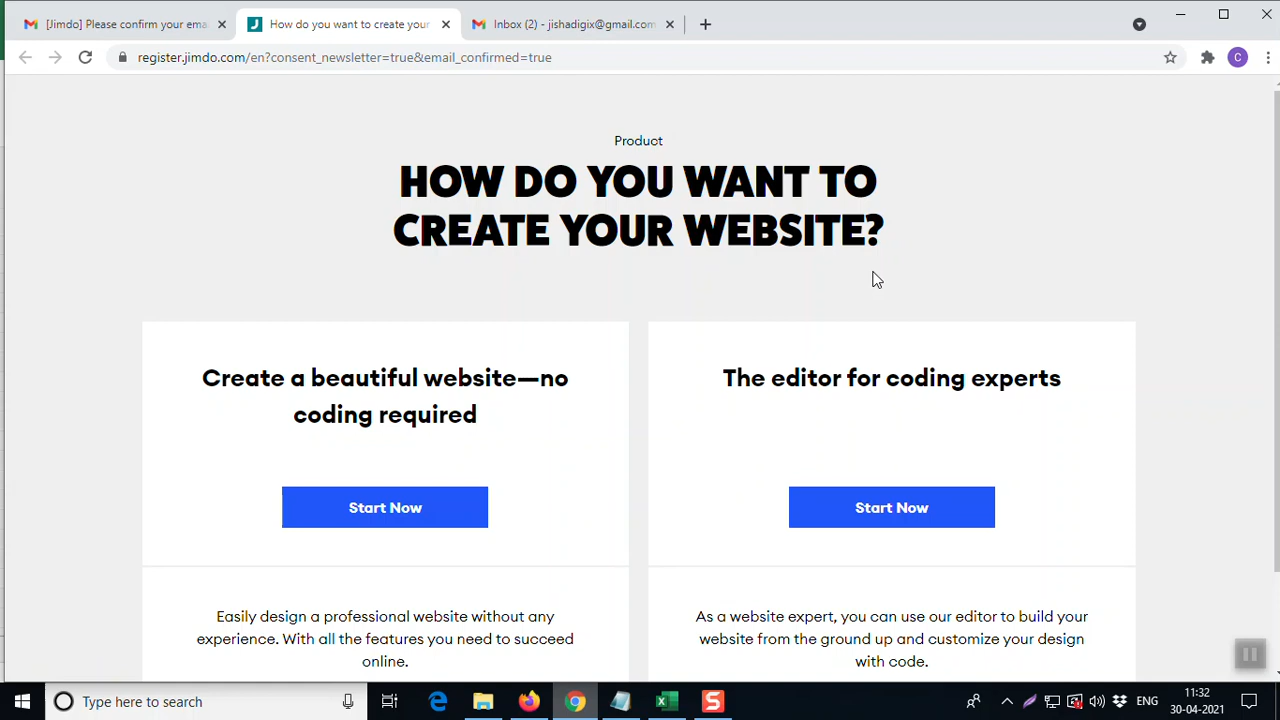 [Jimdo] Please confirm your ema
How do you want to create your
Inbox (2) - jishadigix@gmail.com
register.jimdo.com/en?consent_newsletter=true&email_confirmed=true
C
Product
HOW DO YOU WANT TO
CREATE YOUR WEBSITE?
Create a beautiful website—no
coding required
Start Now
Easily design a professional website without any
experience. With all the features you need to succeed
online.
The editor for coding experts
Start Now
As a website expert, you can use our editor to build your
website from the ground up and customize your design
with code.
Type here to search
ENG
11:32
30-04-2021